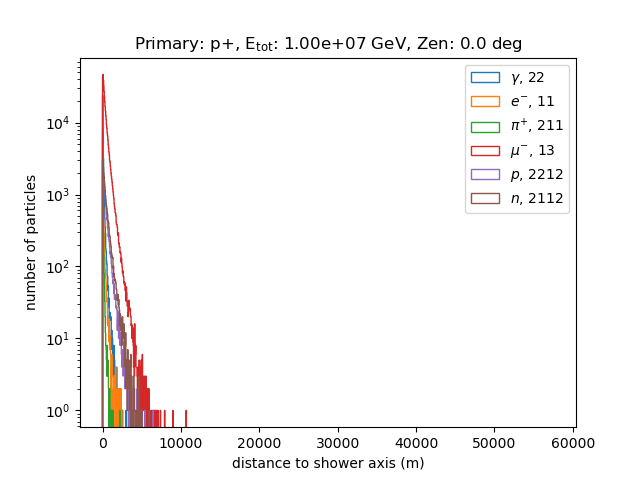 Primary: p+, E_tot: 1.00e+07 GeV, Zen: 0.0 deg
γ, 22
e⁻, 11
π⁺, 211
μ⁻, 13
p, 2212
n, 2112
number of particles
10⁴
10³
10²
10¹
10⁰
0 10000 20000 30000 40000 50000 60000
distance to shower axis (m)